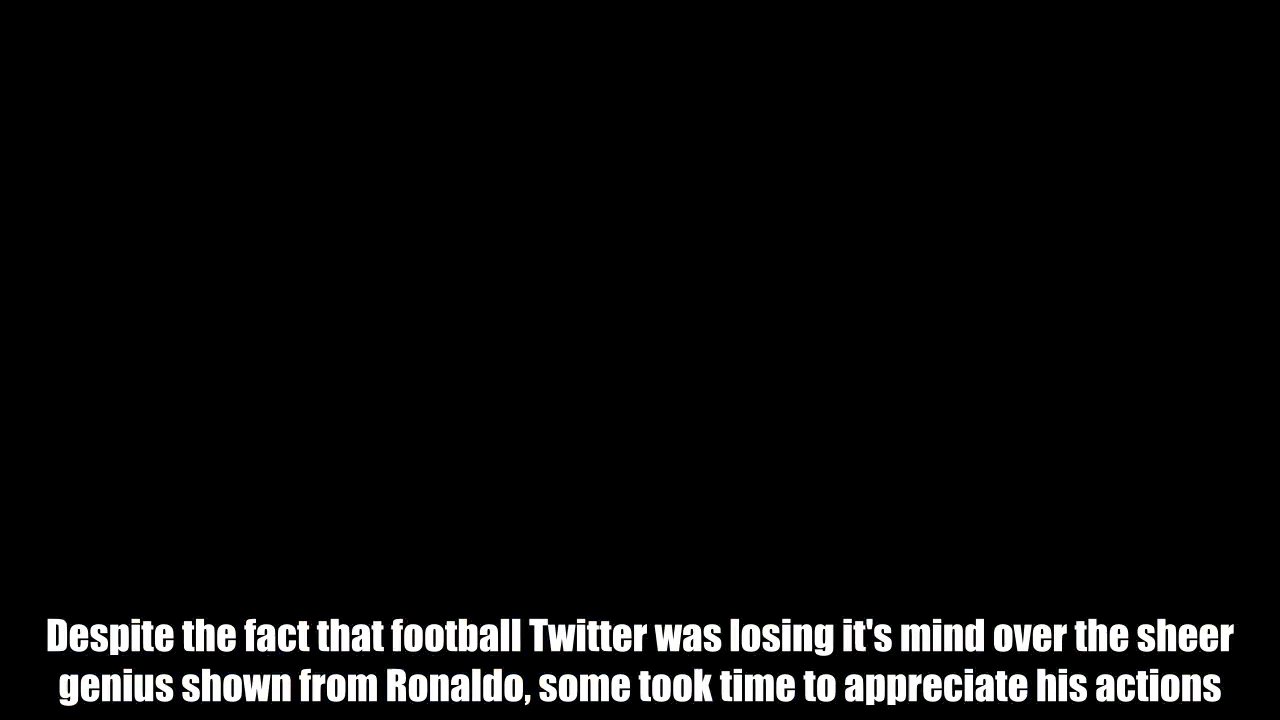 Despite the fact that football Twitter was losing it's mind over the sheer
genius shown from Ronaldo, some took time to appreciate his actions